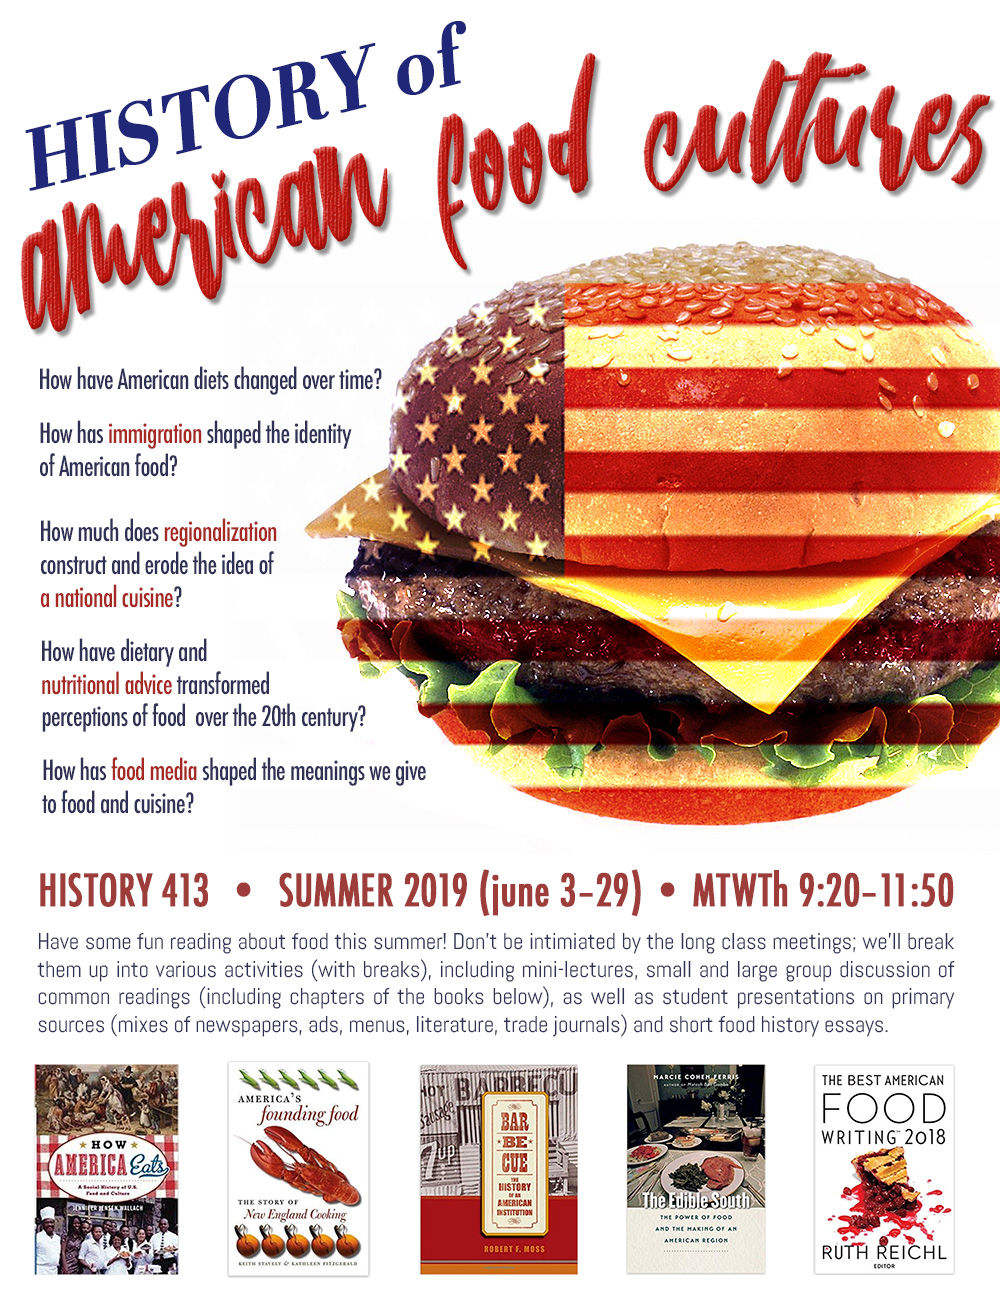 HISTORY of
american food cultures
How have American diets changed over time?
How has immigration shaped the identity
of American food?
How much does regionalization
construct and erode the idea of
a national cuisine?
How have dietary and
nutritional advice transformed
perceptions of food over the 20th century?
How has food media shaped the meanings we give
to food and cuisine?
HISTORY 413 • SUMMER 2019 (june 3–29) • MTWTh 9:20–11:50
Have some fun reading about food this summer! Don't be intimiated by the long class meetings; we'll break
them up into various activities (with breaks), including mini-lectures, small and large group discussion of
common readings (including chapters of the books below), as well as student presentations on primary
sources (mixes of newspapers, ads, menus, literature, trade journals) and short food history essays.
HOW
AMERICA Eats
A Social History of U.S.
Food and Culture
JENNIFER JENSEN WALLACH
AMERICA'S
founding food
THE STORY OF
New England Cooking
KEITH STAVELY & KATHLEEN FITZGERALD
HOT BARBECU
Sausage
7up
BAR
BE
CUE
THE
HISTORY
OF AN
AMERICAN
INSTITUTION
ROBERT F. MOSS
MARCIE COHEN FERRIS
AUTHOR OF Matzoh Ball Gumbo
The Edible South
THE POWER OF FOOD
AND THE MAKING OF AN
AMERICAN REGION
THE BEST AMERICAN
FOOD
WRITING™ 2018
RUTH REICHL
EDITOR